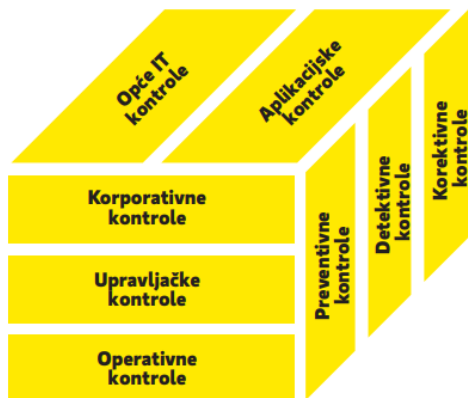 Opće IT
kontrole
Aplikacijske
kontrole
Korporativne
kontrole
Upravljačke
kontrole
Operativne
kontrole
Preventivne
kontrole
Detektivne
kontrole
Korektivne
kontrole